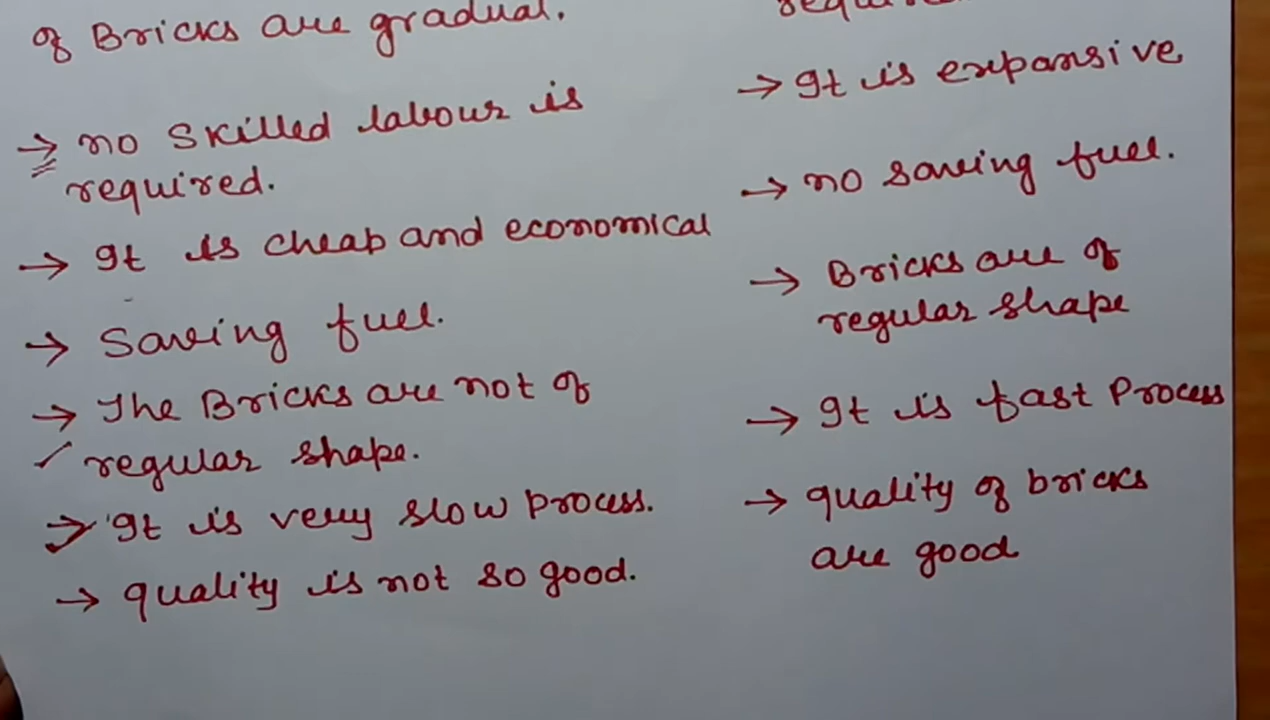 of Bricks are gradual.
→ no skilled labour is
required.
→ It is cheap and economical
→ Saving fuel.
→ The Bricks are not of
regular shape.
→ It is very slow process.
→ quality is not so good.
→ It is expansive
→ no saving fuel.
→ Bricks are of
regular shape
→ It is fast Process
→ quality of bricks
are good